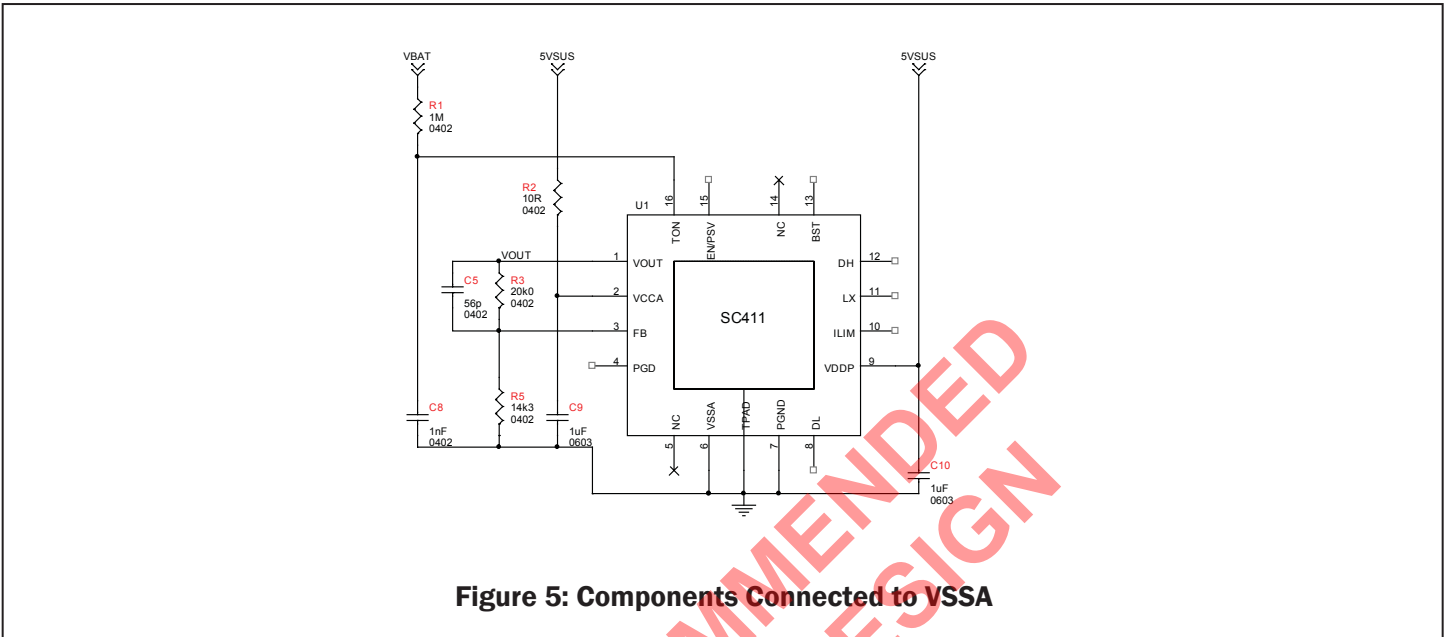 VBAT
5VSUS
5VSUS
R1
1M
0402
R2
10R
0402
U1
16
TON
15
EN/PSV
14
NC
13
BST
VOUT
1
VOUT
DH
12
C5
56p
0402
R3
20k0
0402
2
VCCA
LX
11
SC411
3
FB
ILIM
10
4
PGD
VDDP
9
R5
14k3
0402
C8
1nF
0402
C9
1uF
0603
NC
5
VSSA
6
TPAD
PGND
7
DL
8
C10
1uF
0603
MMENDED
ESIGN
Figure 5: Components Connected to VSSA